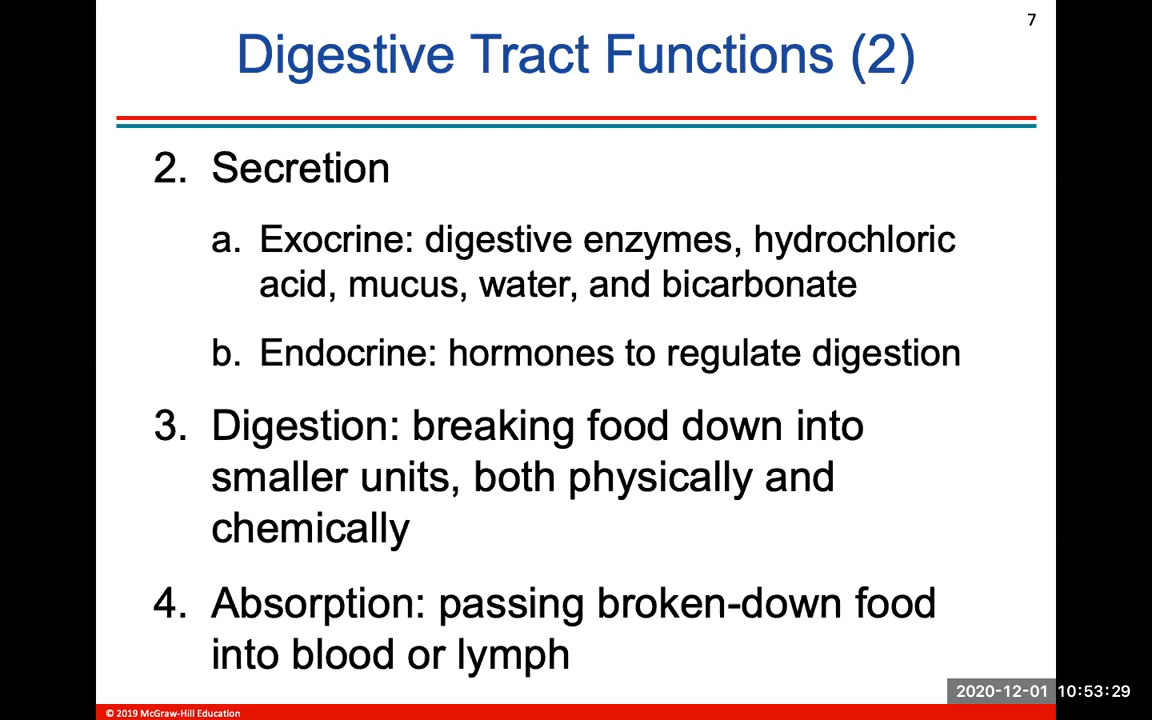 7
Digestive Tract Functions (2)
2. Secretion
a. Exocrine: digestive enzymes, hydrochloric
acid, mucus, water, and bicarbonate
b. Endocrine: hormones to regulate digestion
3. Digestion: breaking food down into
smaller units, both physically and
chemically
4. Absorption: passing broken-down food
into blood or lymph
2020-12-01 10:53:29
© 2019 McGraw-Hill Education